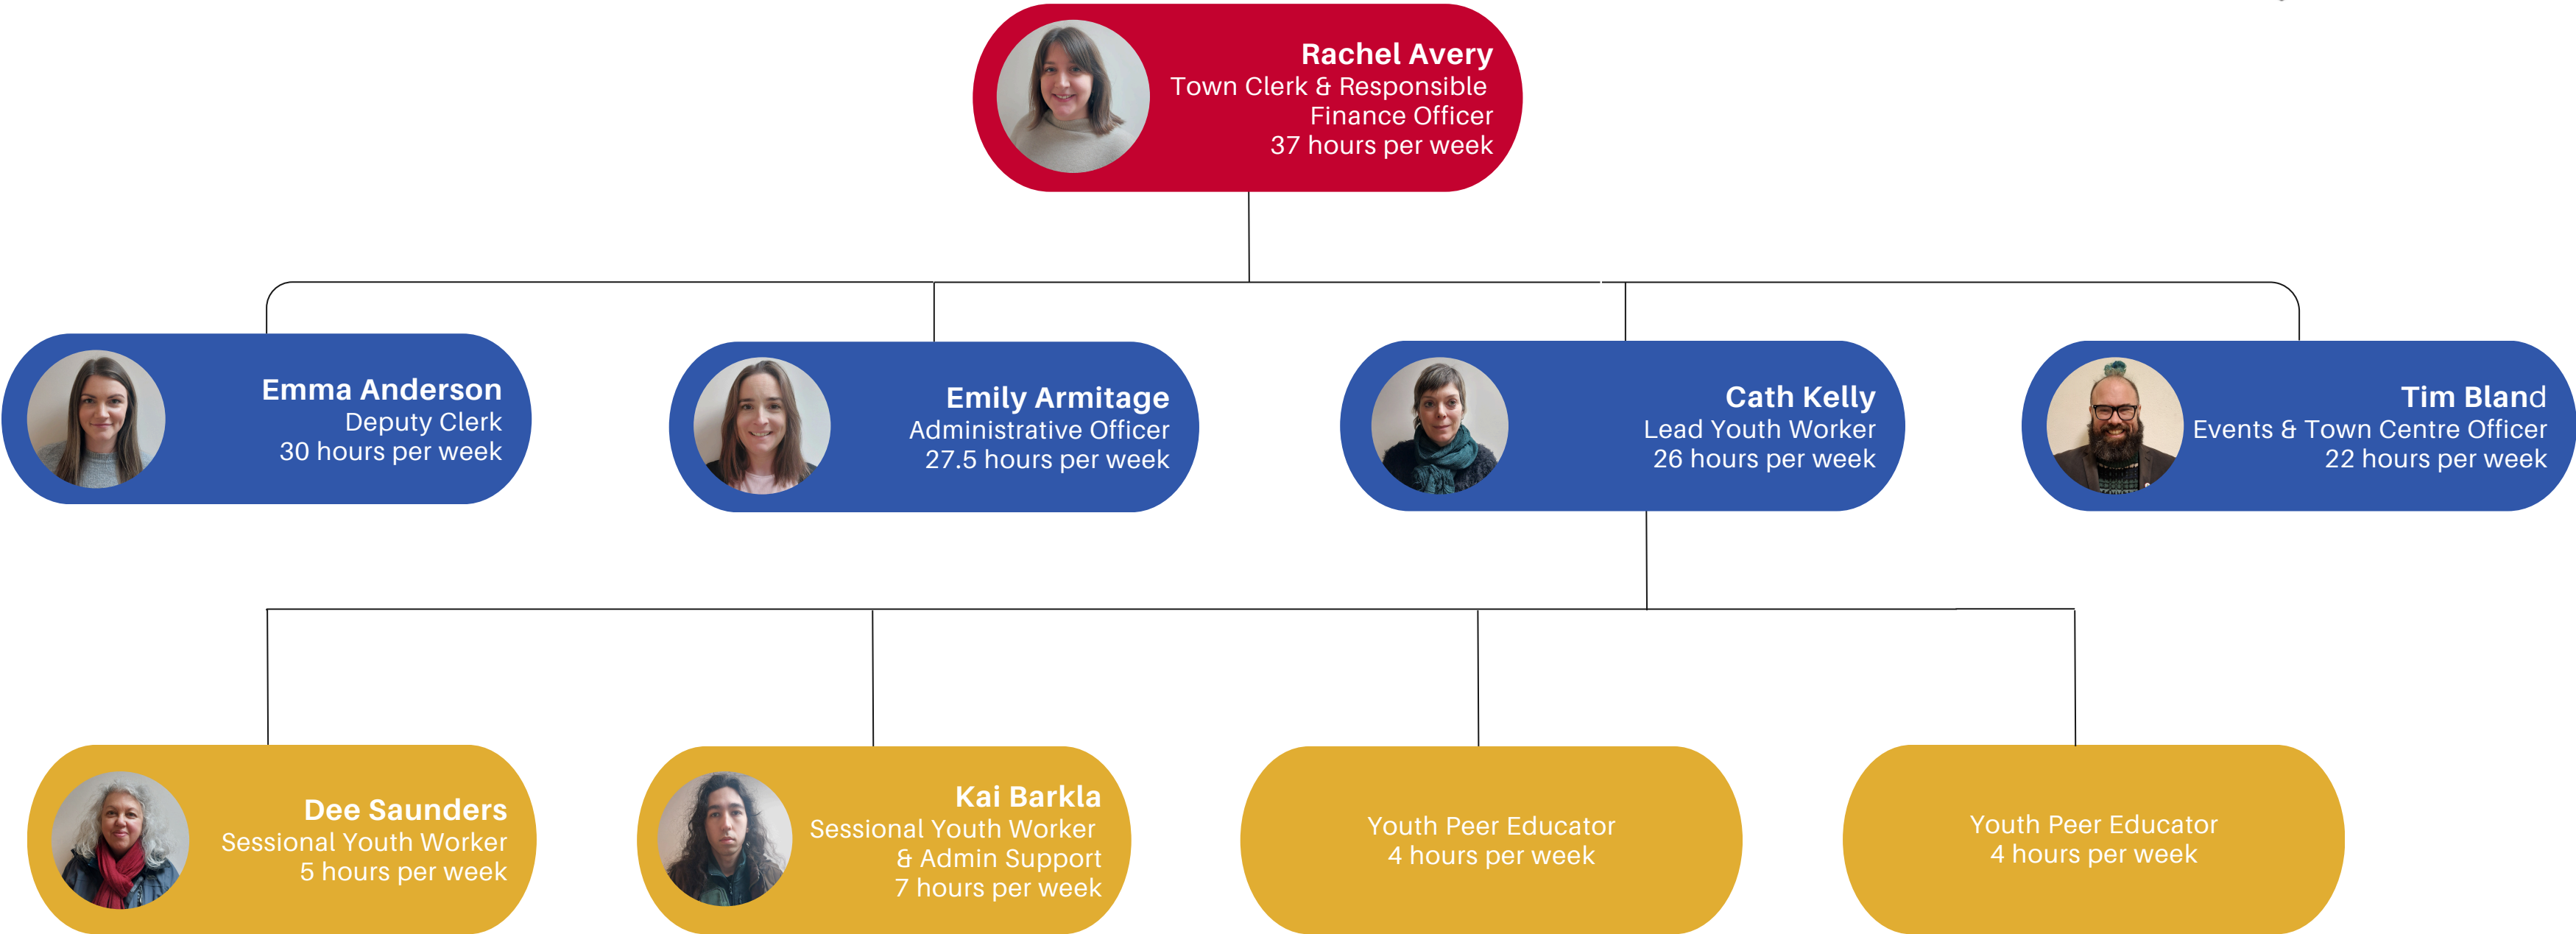 Rachel Avery
Town Clerk & Responsible
Finance Officer
37 hours per week
Emma Anderson
Deputy Clerk
30 hours per week
Emily Armitage
Administrative Officer
27.5 hours per week
Cath Kelly
Lead Youth Worker
26 hours per week
Tim Bland
Events & Town Centre Officer
22 hours per week
Dee Saunders
Sessional Youth Worker
5 hours per week
Kai Barkla
Sessional Youth Worker
& Admin Support
7 hours per week
Youth Peer Educator
4 hours per week
Youth Peer Educator
4 hours per week